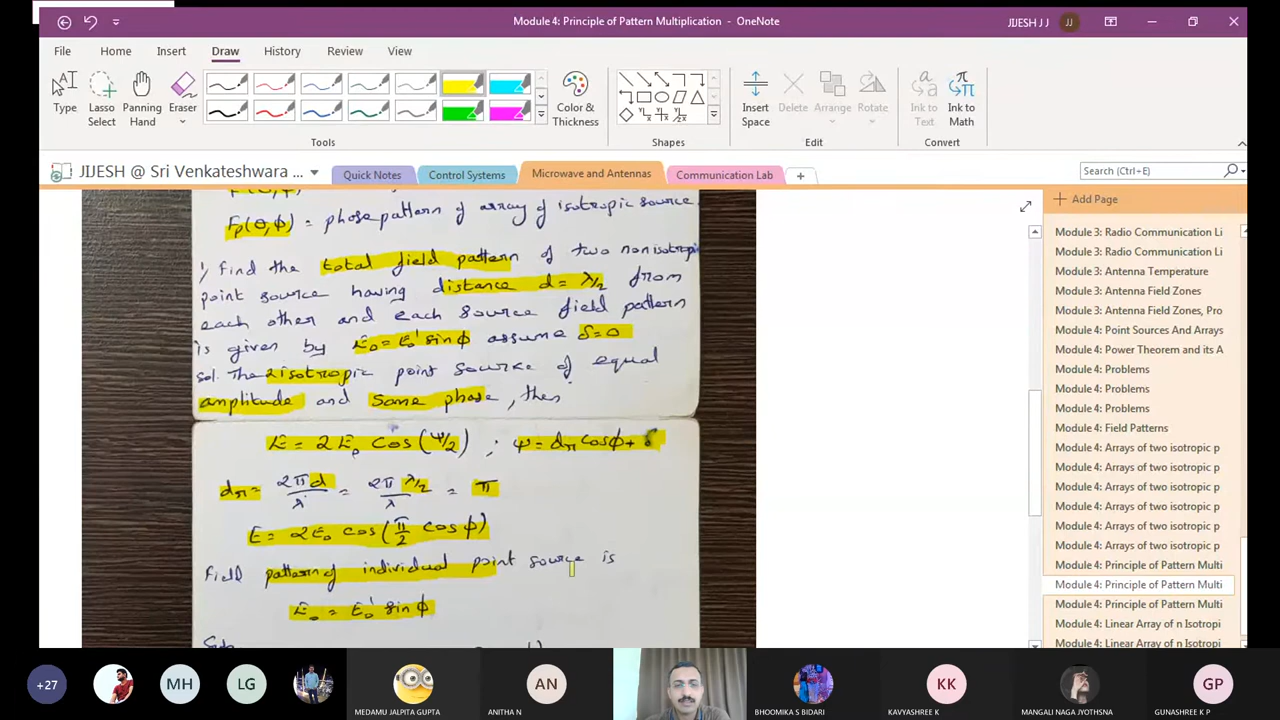 Module 4: Principle of Pattern Multiplication - OneNote
JIJESH J J
JJ
File Home Insert Draw History Review View
Type
Lasso Select
Panning Hand
Eraser
Color & Thickness
Insert Space
Delete
Arrange
Rotate
Ink to Text
Ink to Math
Tools
Shapes
Edit
Convert
JIJESH @ Sri Venkateshwara ...
Quick Notes
Control Systems
Microwave and Antennas
Communication Lab
Search (Ctrl+E)
Fp(θ,ϕ) = phase pattern of array of isotropic source.
1, find the total field pattern of two nonisotropic
point source having distance d= λ/2 from
each other and each source field pattern
is given by E0 = E0' sinϕ assume δ=0
sol. The 2 isotropic point source of equal
amplitude and same phase, then
E = 2 E0 cos(ψ/2) ; ψ = dr cosϕ + δ
dr = 2πd/λ = 2π/λ λ/2 = π
E = 2E0 cos(π/2 cos ϕ)
Field pattern of individual point source is
E0 = E0' sinϕ
Add Page
Module 3: Radio Communication Li
Module 3: Radio Communication Li
Module 3: Antenna Temperature
Module 3: Antenna Field Zones
Module 3: Antenna Field Zones, Pro
Module 4: Point Sources And Arrays
Module 4: Power Theorem and its A
Module 4: Problems
Module 4: Problems
Module 4: Problems
Module 4: Field Patterns
Module 4: Arrays of two isotropic p
Module 4: Arrays of two isotropic p
Module 4: Arrays of two isotropic p
Module 4: Arrays of two isotropic p
Module 4: Arrays of two isotropic p
Module 4: Arrays of two isotropic p
Module 4: Principle of Pattern Multi
Module 4: Principle of Pattern Multi
Module 4: Principle of Pattern Multi
Module 4: Linear Array of n Isotropi
Module 4: Linear Array of n Isotropi
+27
MH
LG
MEDAMU JALPITA GUPTA
AN
ANITHA N
BHOOMIKA S BIDARI
KK
KAVYASHREE K
MANGALI NAGA JYOTHSNA
GP
GUNASHREE K P